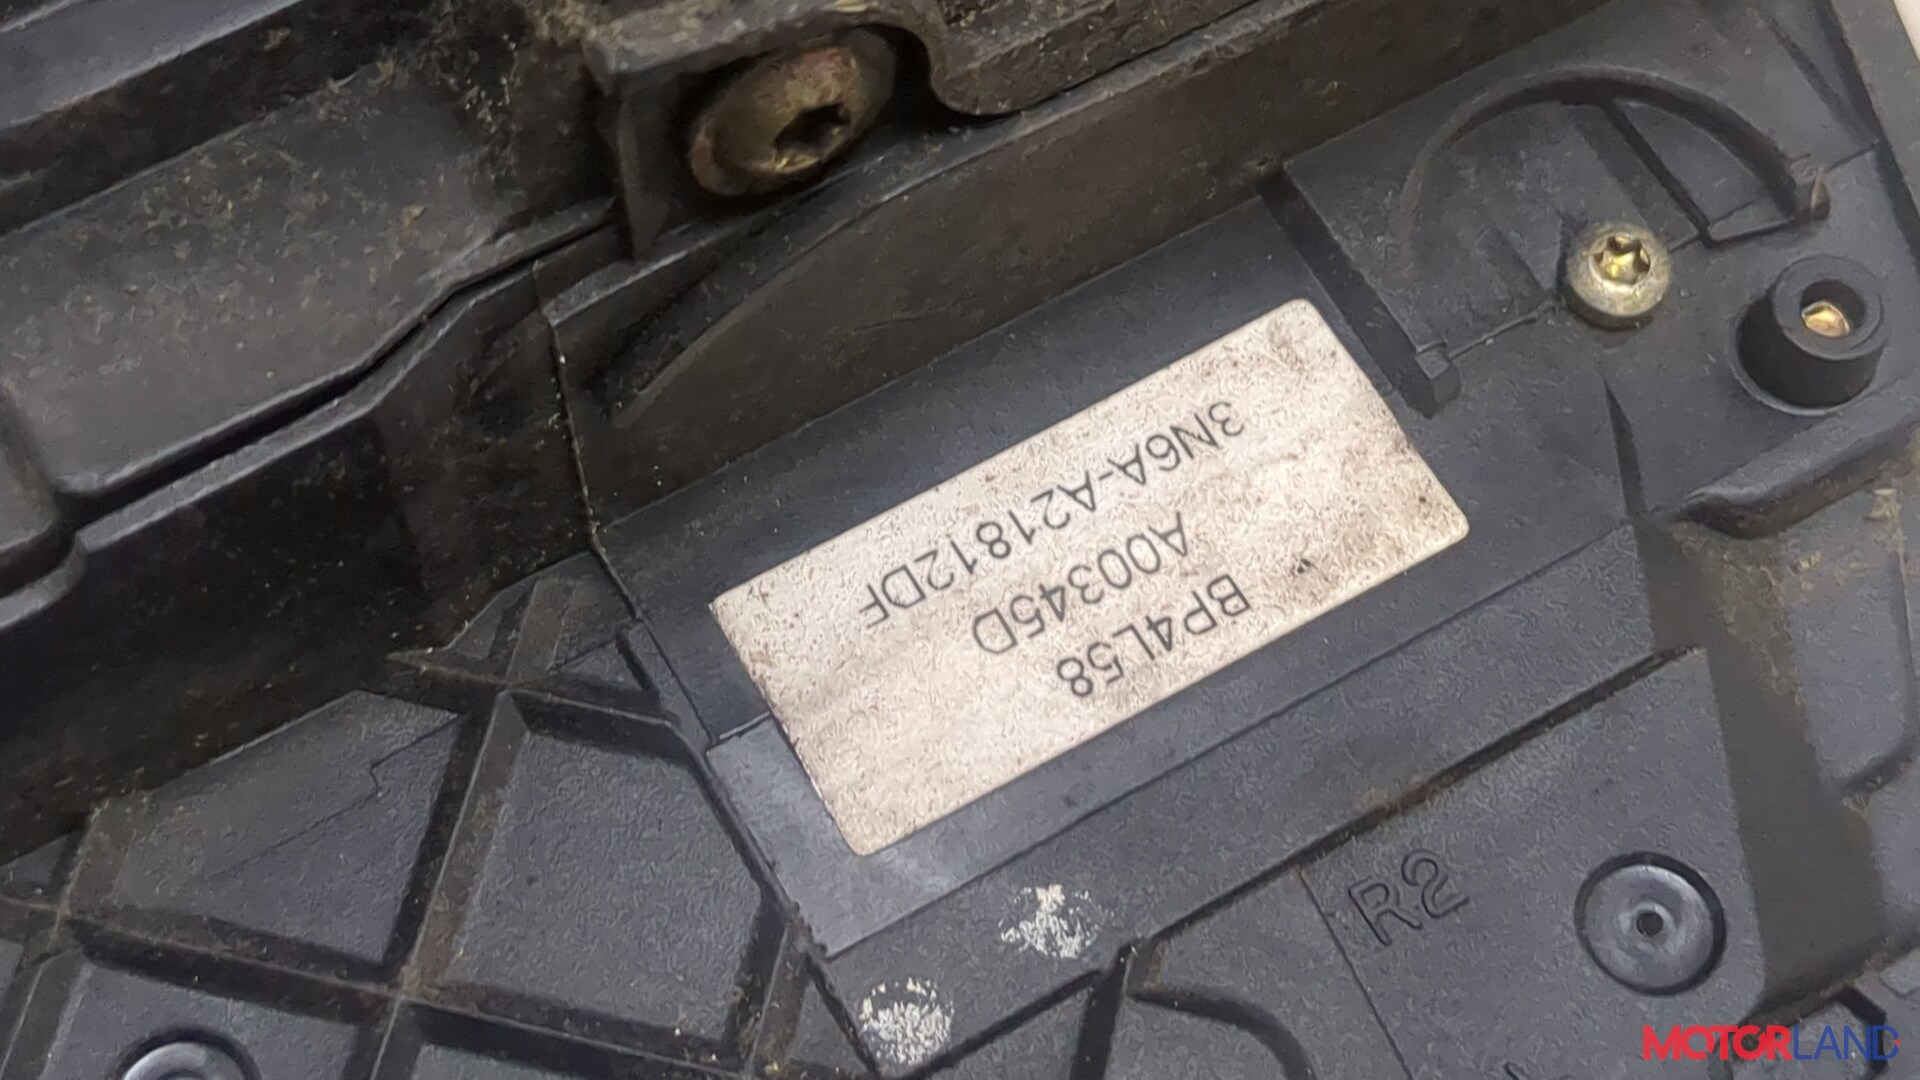 BP4L58
A00345D
3N6A-A21812DF
R2
MOTORLAND